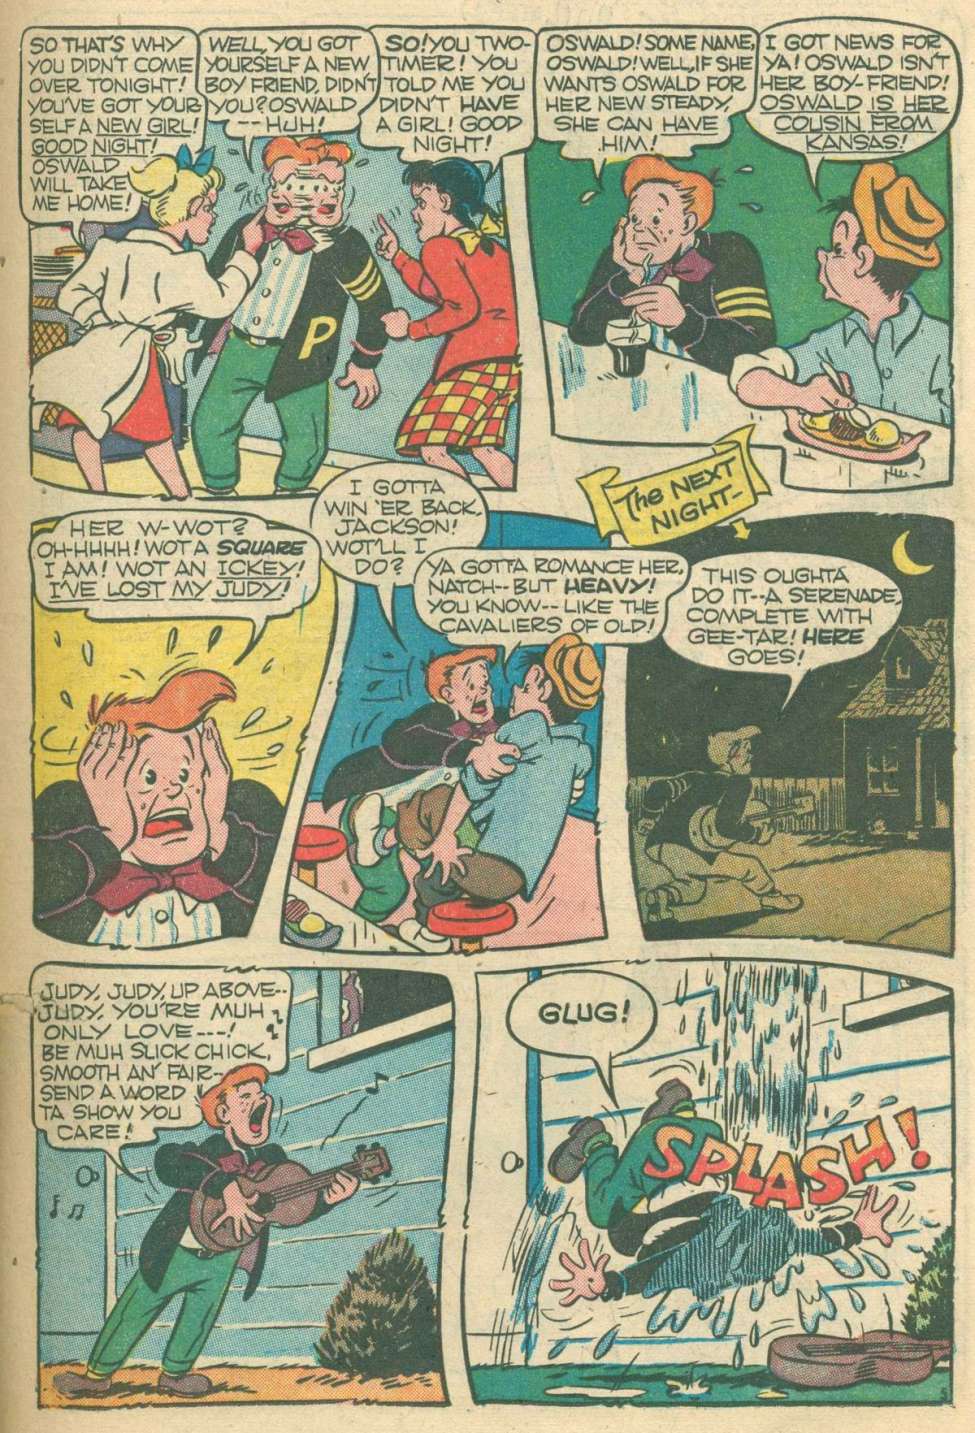 SO THAT'S WHY
YOU DIDN'T COME
OVER TONIGHT!
YOU'VE GOT YOUR
SELF A NEW GIRL!
GOOD NIGHT!
OSWALD
WILL TAKE
ME HOME!
WELL, YOU GOT
YOURSELF A NEW
BOY FRIEND, DIDN'T
YOU? OSWALD
--HUH!
SO! YOU TWO-
TIMER! YOU
TOLD ME YOU
DIDN'T HAVE
A GIRL! GOOD
NIGHT!
P
OSWALD! SOME NAME,
OSWALD! WELL, IF SHE
WANTS OSWALD FOR
HER NEW STEADY,
SHE CAN HAVE
HIM!
I GOT NEWS FOR
YA! OSWALD ISN'T
HER BOY-FRIEND!
OSWALD IS HER
COUSIN FROM
KANSAS!
HER W-WOT?
OH-HHHH! WOT A SQUARE
I AM! WOT AN ICKEY!
I'VE LOST MY JUDY!
I GOTTA
WIN 'ER BACK,
JACKSON!
WOT'LL I
DO?
YA GOTTA ROMANCE HER,
NATCH--BUT HEAVY!
YOU KNOW--LIKE THE
CAVALIERS OF OLD!
The NEXT
NIGHT-
THIS OUGHTA
DO IT--A SERENADE,
COMPLETE WITH
GEE-TAR! HERE
GOES!
JUDY, JUDY, UP ABOVE--
JUDY, YOU'RE MUH
ONLY LOVE---!
BE MUH SLICK CHICK,
SMOOTH AN' FAIR--
SEND A WORD
TA SHOW YOU
CARE!
GLUG!
SPLASH!